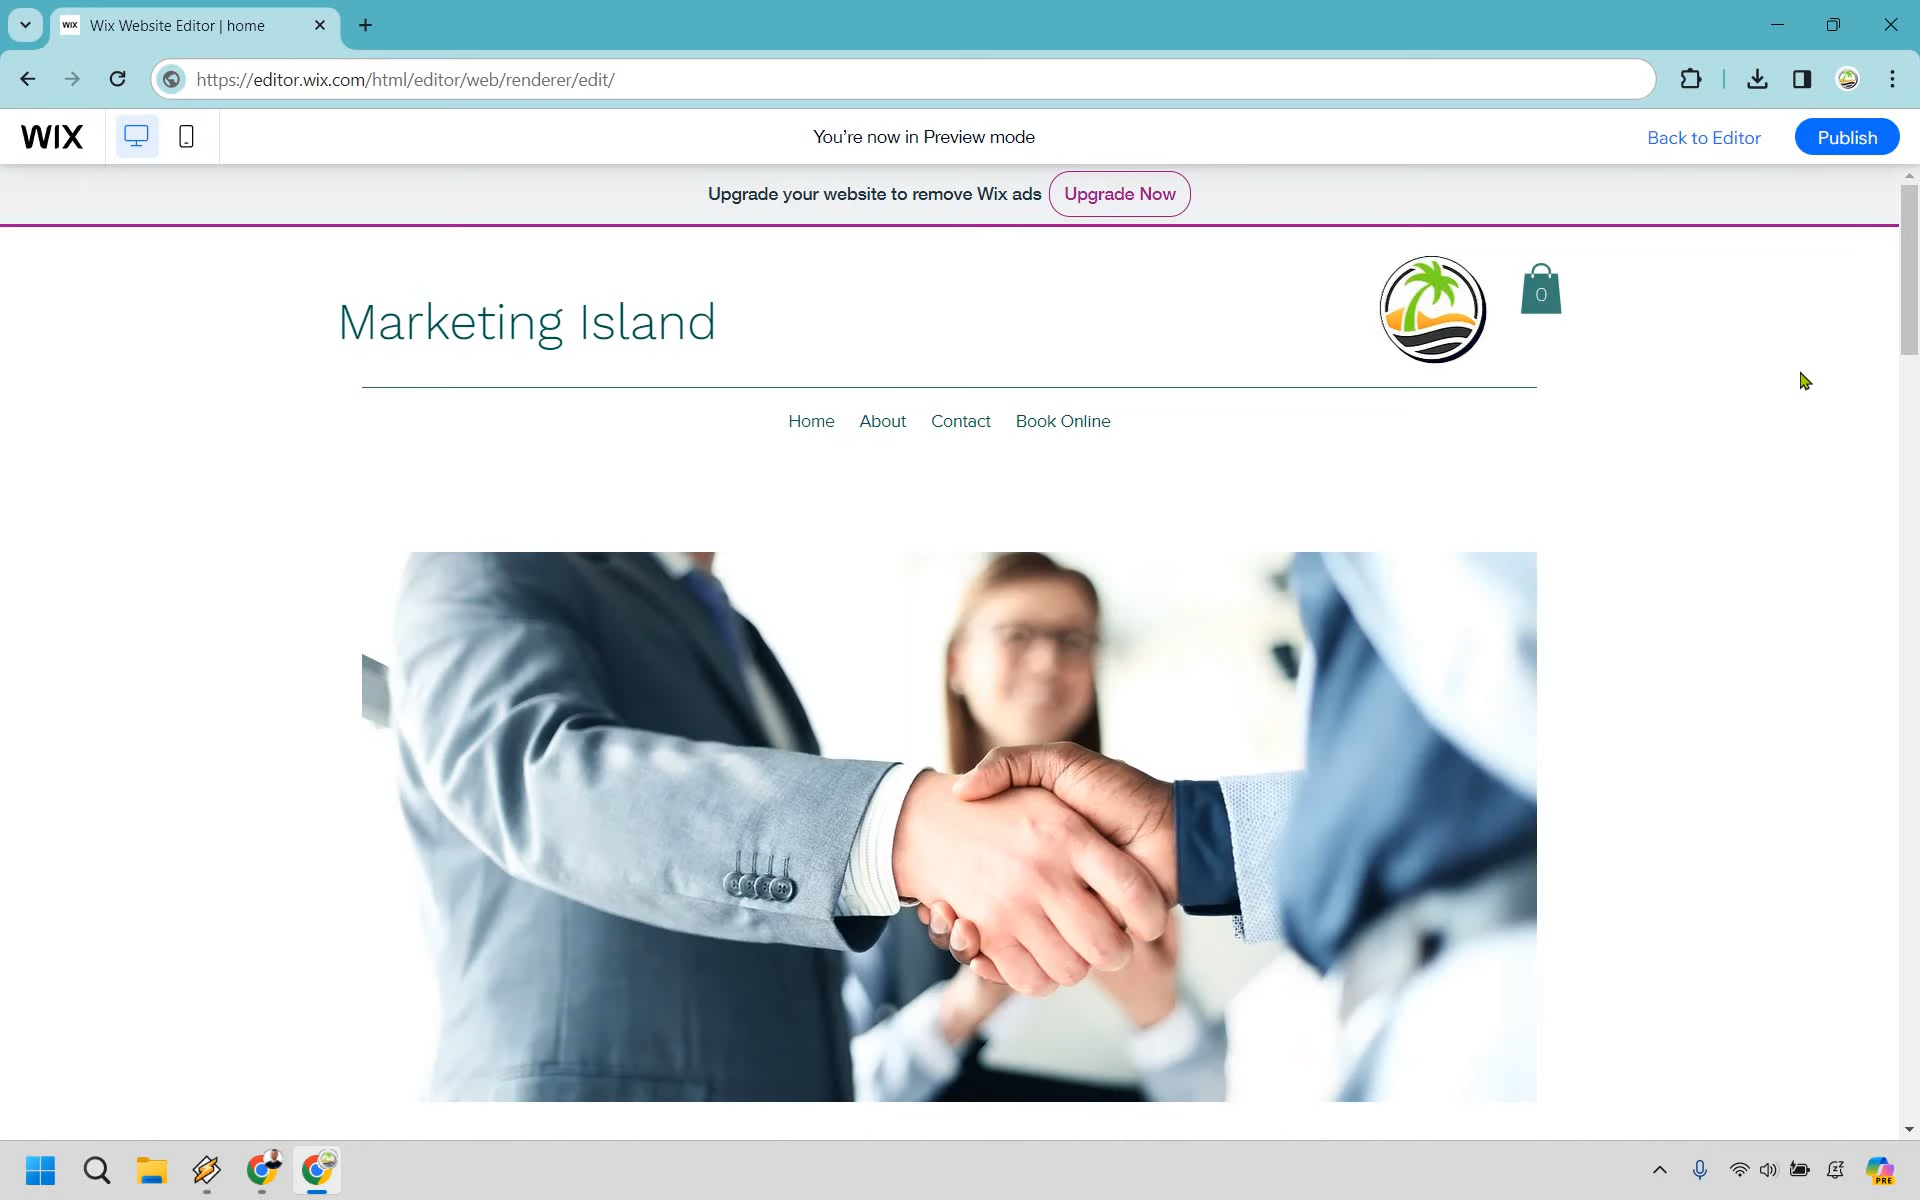 WIX Wix Website Editor | home
https://editor.wix.com/html/editor/web/renderer/edit/
WIX
You're now in Preview mode
Back to Editor
Publish
Upgrade your website to remove Wix ads
Upgrade Now
Marketing Island
0
Home About Contact Book Online
PRE